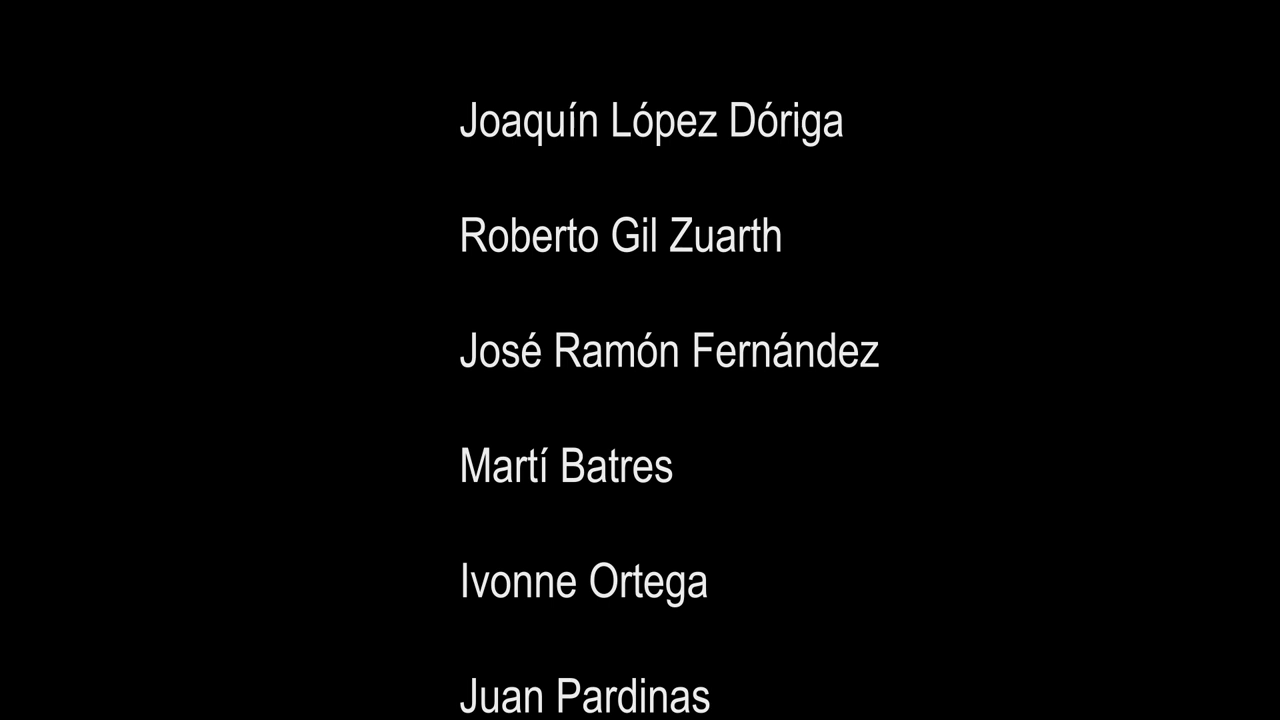 Joaquín López Dóriga
Roberto Gil Zuarth
José Ramón Fernández
Martí Batres
Ivonne Ortega
Juan Pardinas